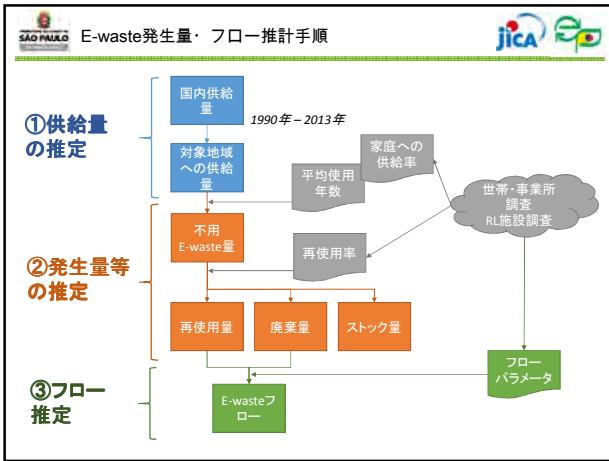 SÃO PAULO
E-waste発生量・ フロー推計手順
jICA
国内供給
量
1990年 – 2013年
①供給量
の推定
対象地域
への供給
量
平均使用
年数
家庭への
供給率
世帯・事業所
調査
RL施設調査
不用
E-waste量
再使用率
②発生量等
の推定
再使用量
廃棄量
ストック量
フロー
パラメータ
③フロー
推定
E-wasteフ
ロー